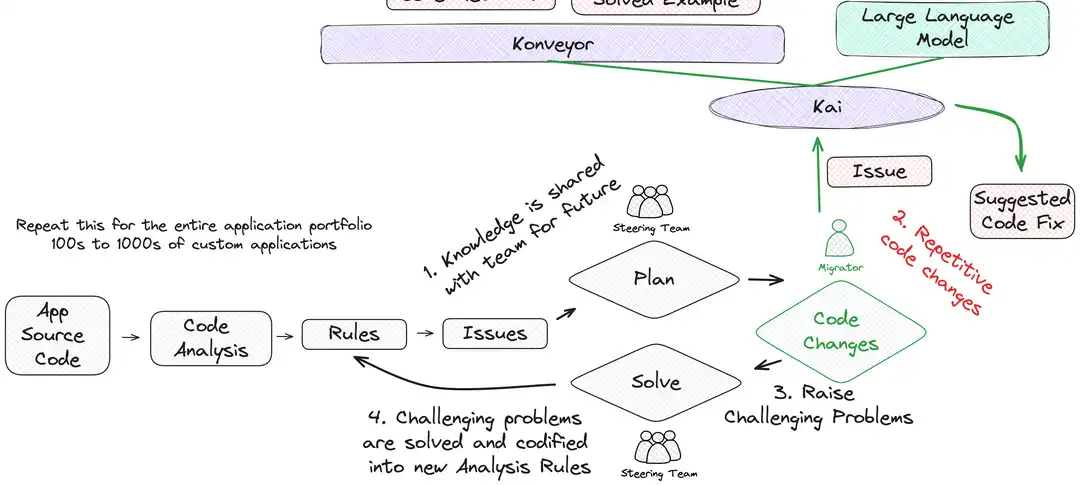 Solved Example
Konveyor
Large Language
Model
Kai
Issue
Suggested
Code Fix
1. Knowledge is shared
with team for future
Steering Team
Repeat this for the entire application portfolio
100s to 1000s of custom applications
2. Repetitive
code changes
Migrator
Plan
App
Source
Code
Code
Analysis
Rules
Issues
Code
Changes
Solve
3. Raise
Challenging Problems
4. Challenging problems
are solved and codified
into new Analysis Rules
Steering Team